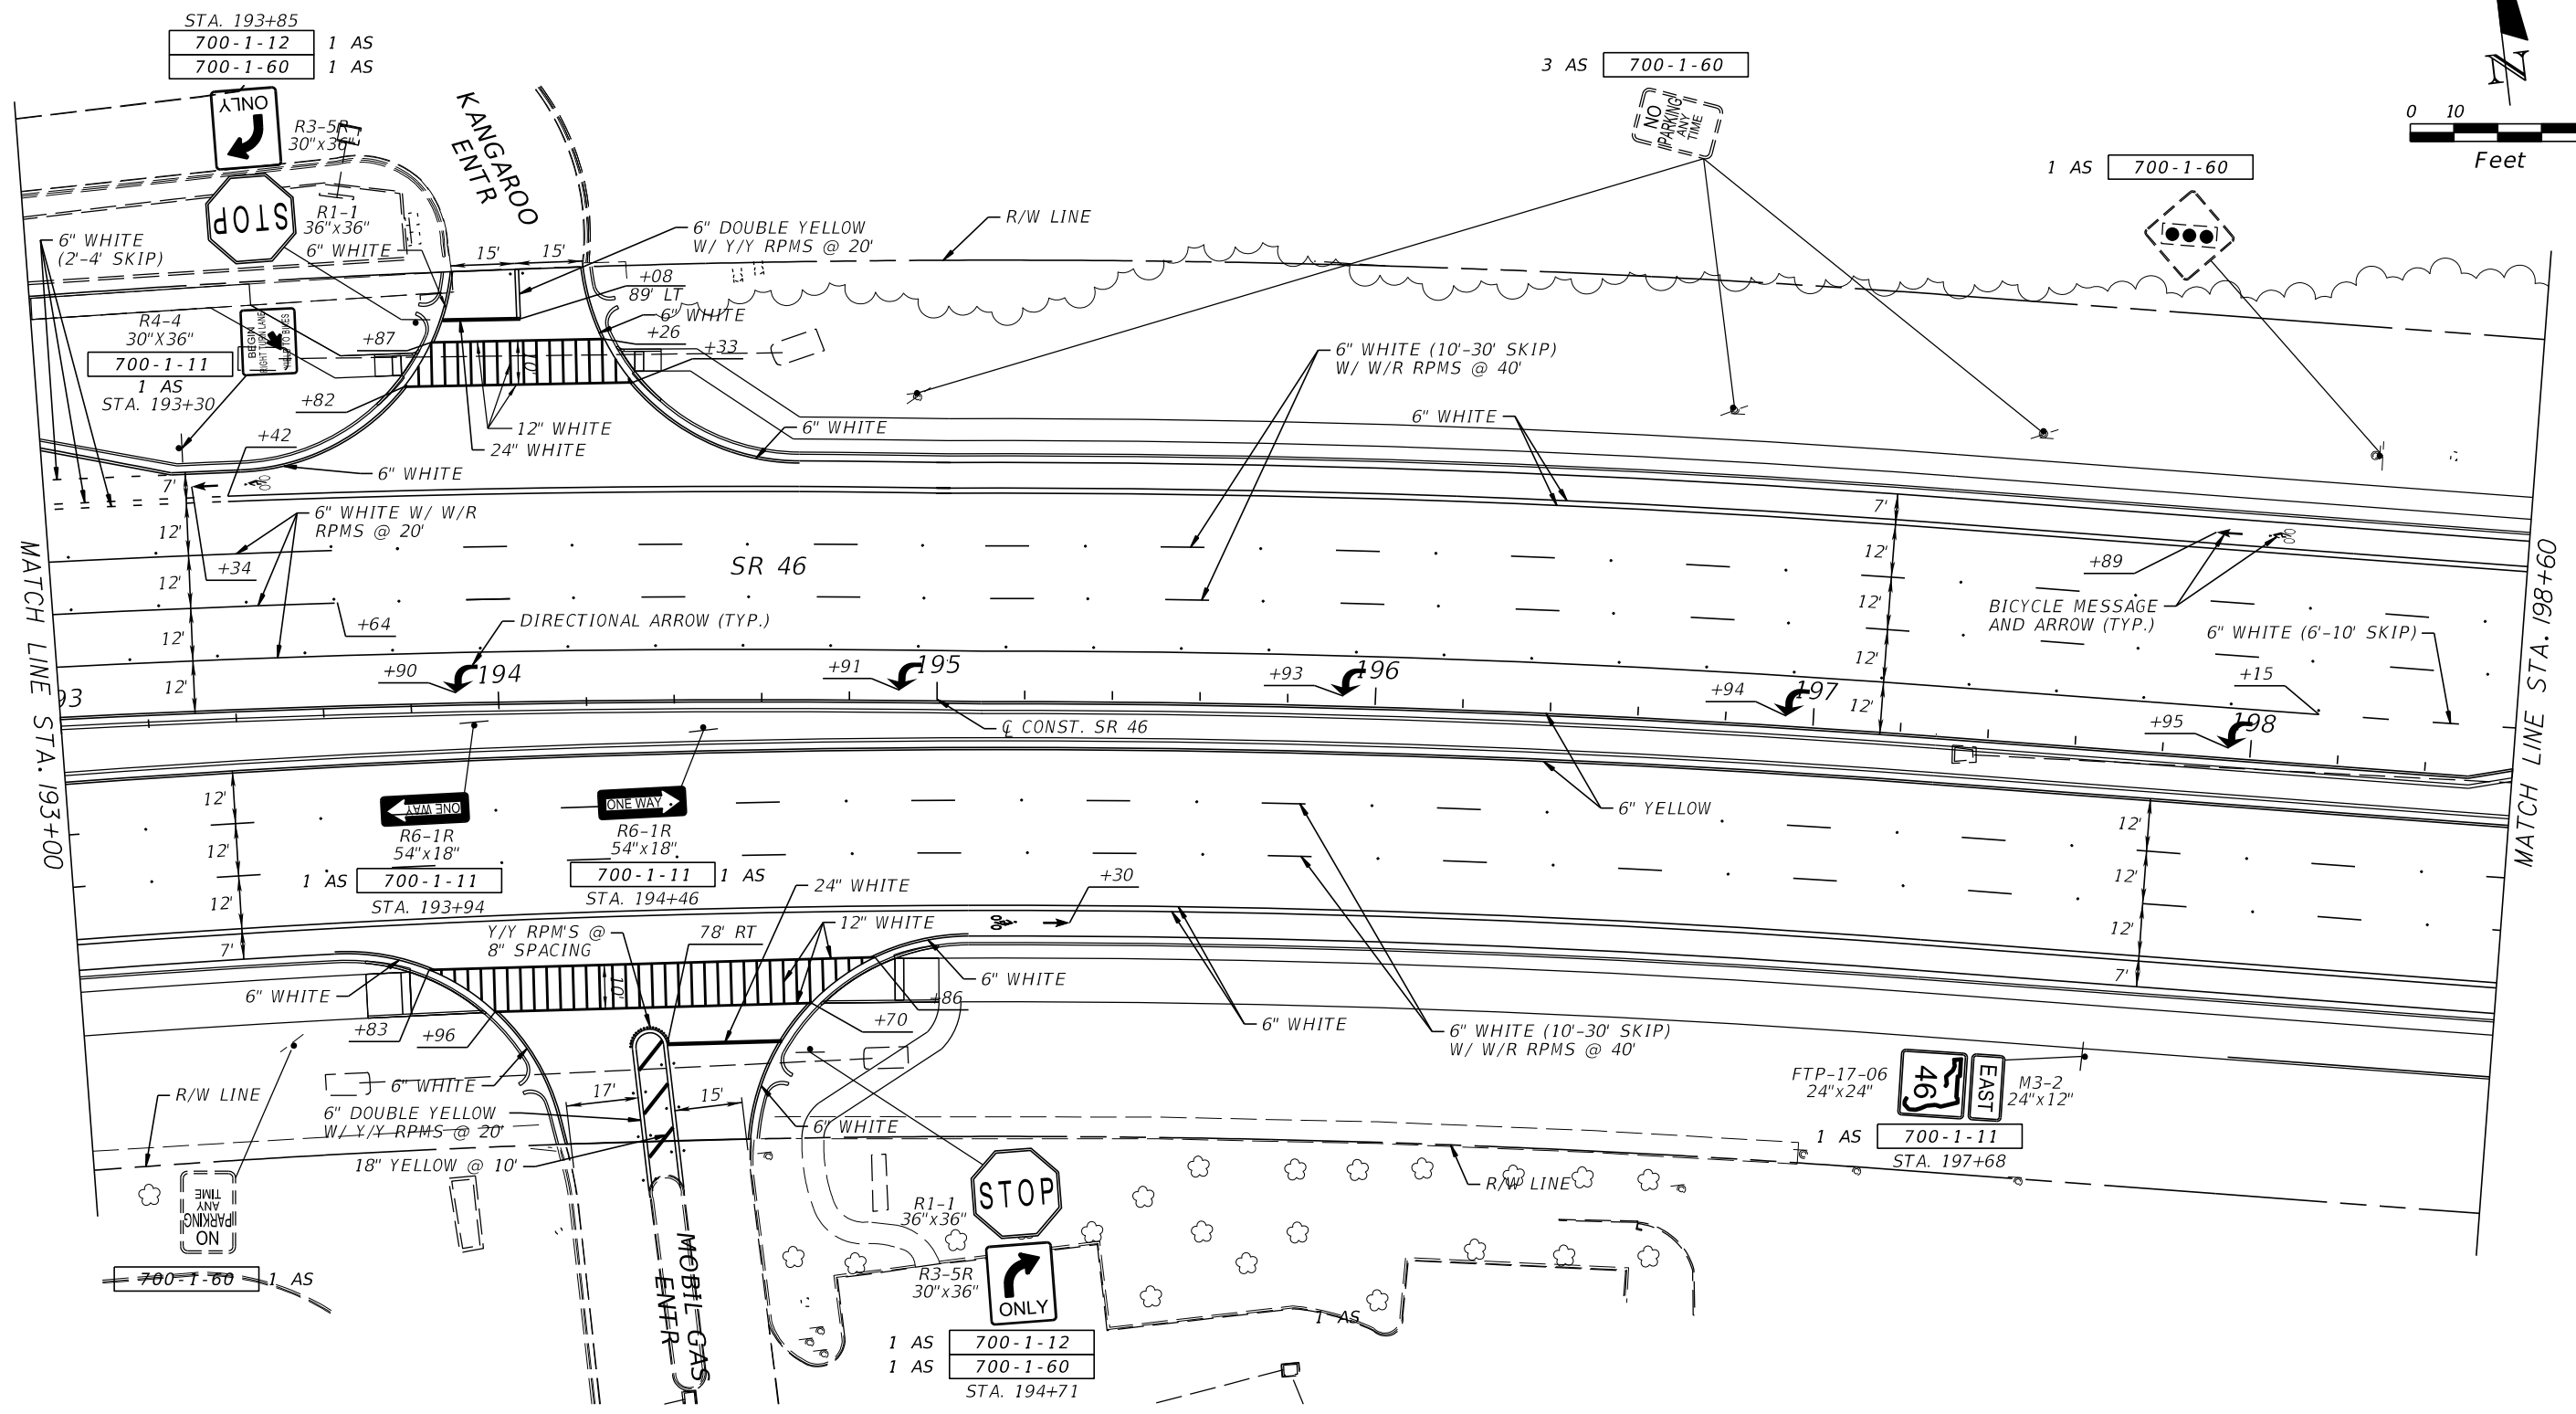 STA. 193+85
700-1-12 1 AS
700-1-60 1 AS
ONLY
R3-5R
30"x36"
STOP
R1-1
36"x36"
KANGAROO
ENTR
3 AS 700-1-60
NO
PARKING
ANY
TIME
1 AS 700-1-60
N
0 10
Feet
6" WHITE
(2'-4' SKIP)
6" WHITE
15' 15'
6" DOUBLE YELLOW
W/ Y/Y RPMS @ 20'
R/W LINE
+08
89' LT
6" WHITE
+26
+33
R4-4
30"X36"
700-1-11
1 AS
STA. 193+30
BEGIN
RIGHT TURN LANE
YIELD TO BIKES
+87
+82
10'
12" WHITE
24" WHITE
6" WHITE
+42
6" WHITE
6" WHITE (10'-30' SKIP)
W/ W/R RPMS @ 40'
6" WHITE
7'
12'
12'
12'
12'
6" WHITE W/ W/R
RPMS @ 20'
+34
+64
SR 46
DIRECTIONAL ARROW (TYP.)
7'
12'
12'
12'
12'
+89
BICYCLE MESSAGE
AND ARROW (TYP.)
6" WHITE (6'-10' SKIP)
+15
MATCH LINE STA. 193+00
MATCH LINE STA. 198+60
93
+90
194
+91
195
+93
196
+94
197
+95
198
℄ CONST. SR 46
6" YELLOW
ONE WAY
R6-1R
54"x18"
1 AS 700-1-11
STA. 193+94
ONE WAY
R6-1R
54"x18"
700-1-11 1 AS
STA. 194+46
12'
12'
12'
7'
12'
12'
12'
7'
24" WHITE
12" WHITE
+30
Y/Y RPM'S @
8" SPACING
78' RT
10'
6" WHITE
6" WHITE
+86
+70
+83
+96
6" WHITE
6" WHITE (10'-30' SKIP)
W/ W/R RPMS @ 40'
R/W LINE
6" WHITE
17'
15'
6" DOUBLE YELLOW
W/ Y/Y RPMS @ 20'
6" WHITE
18" YELLOW @ 10'
FTP-17-06
24"x24"
46
EAST
M3-2
24"x12"
1 AS 700-1-11
STA. 197+68
R/W LINE
NO
PARKING
ANY
TIME
700-1-60 1 AS
MOBIL GAS
ENTR
R1-1
36"x36"
STOP
R3-5R
30"x36"
ONLY
1 AS 700-1-12
1 AS 700-1-60
STA. 194+71
1 AS